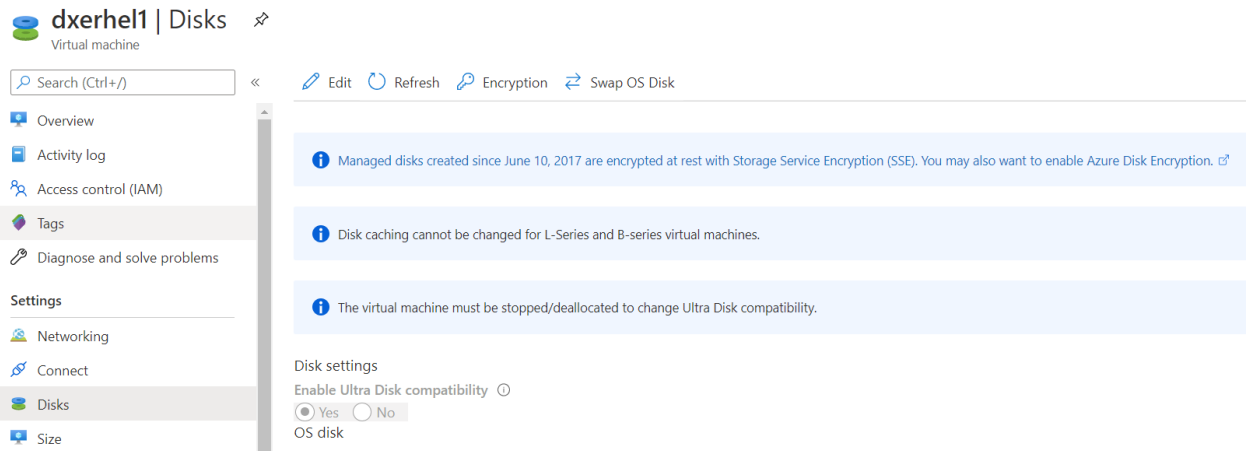 dxerhel1 | Disks
Virtual machine
Search (Ctrl+/)
«
Overview
Activity log
Access control (IAM)
Tags
Diagnose and solve problems
Settings
Networking
Connect
Disks
Size
Edit Refresh Encryption Swap OS Disk
Managed disks created since June 10, 2017 are encrypted at rest with Storage Service Encryption (SSE). You may also want to enable Azure Disk Encryption.
Disk caching cannot be changed for L-Series and B-series virtual machines.
The virtual machine must be stopped/deallocated to change Ultra Disk compatibility.
Disk settings
Enable Ultra Disk compatibility
Yes No
OS disk